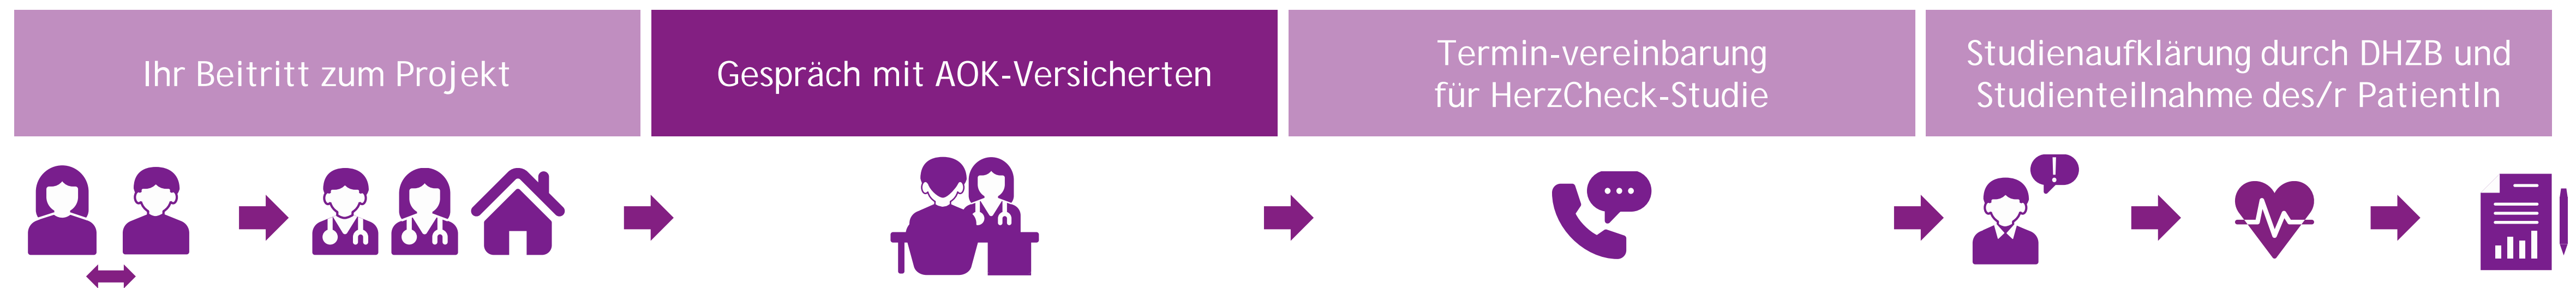 Ihr Beitritt zum Projekt
Gespräch mit AOK-Versicherten
Termin-vereinbarung
für HerzCheck-Studie
Studienaufklärung durch DHZB und
Studienteilnahme des/r PatientIn